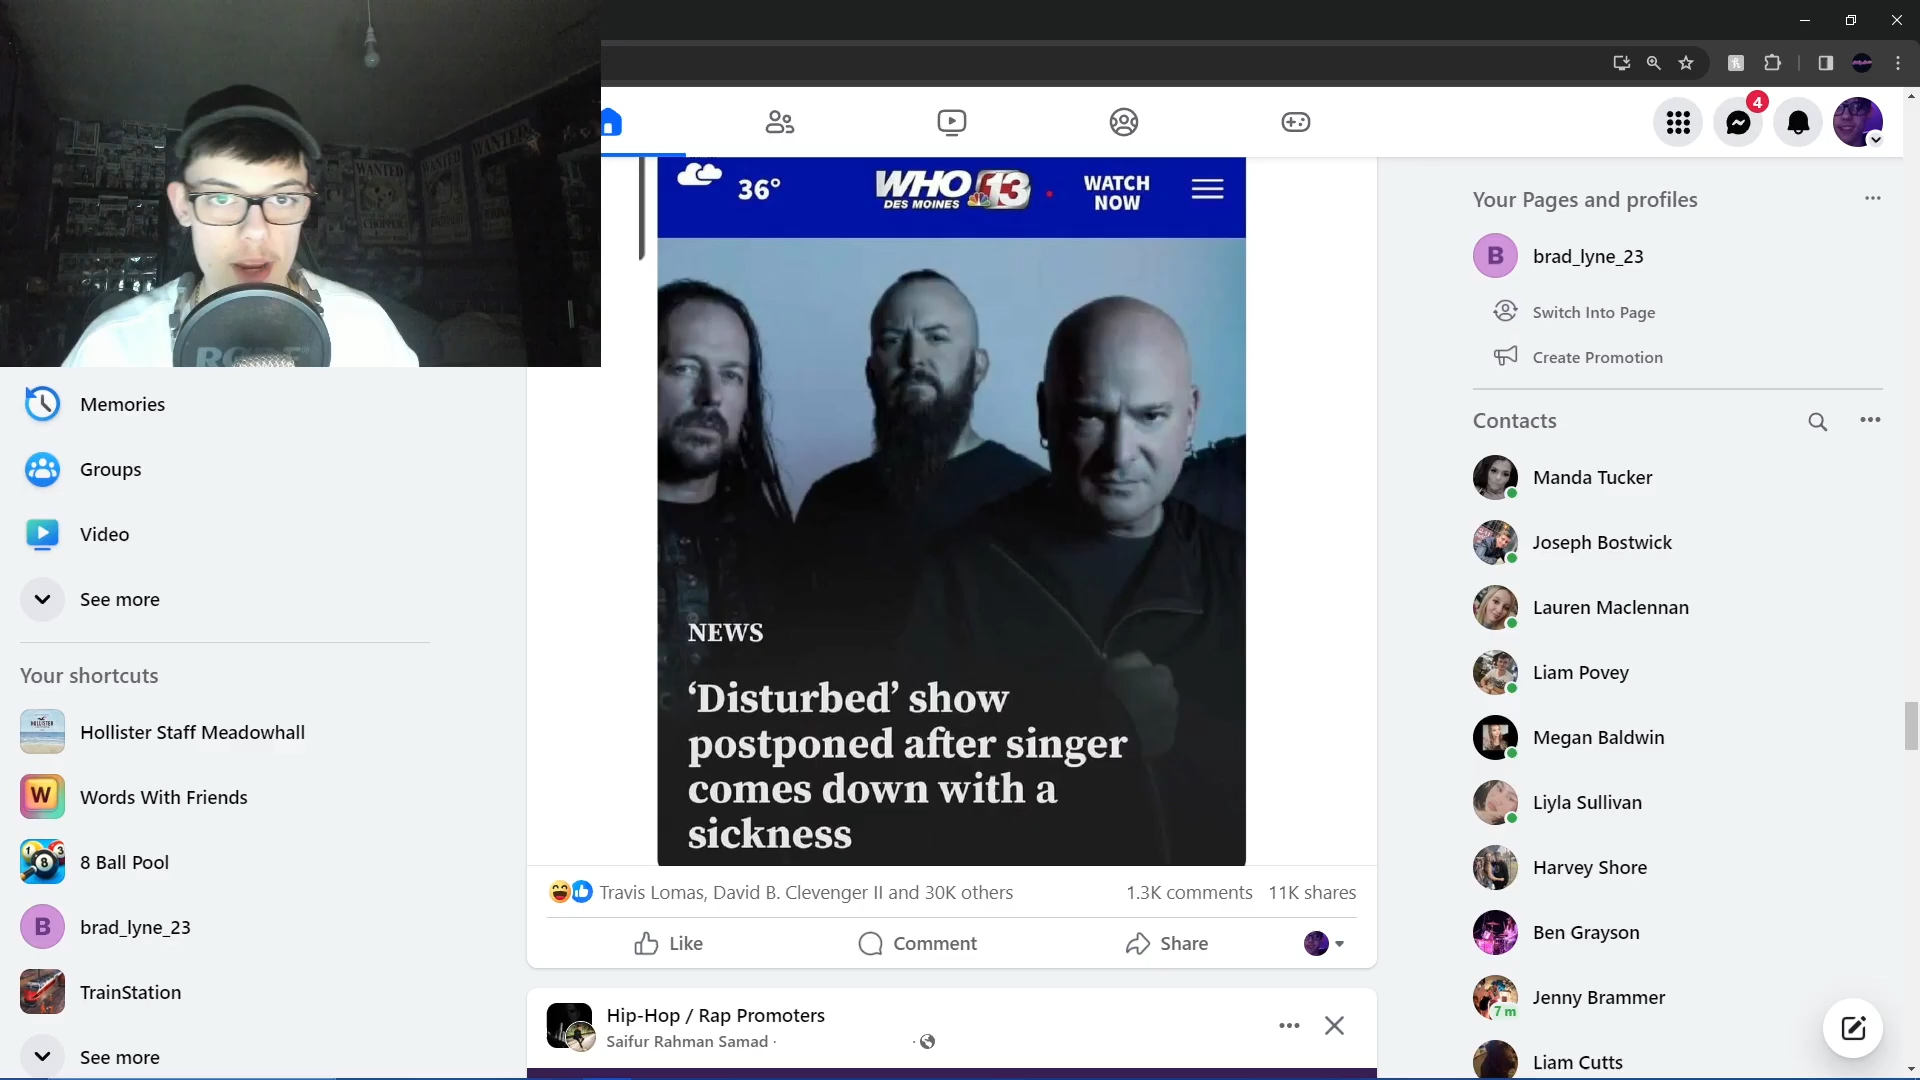 WANTED
WANTED
WANTED
CHOPPER
4
36°
WHO 13
DES MOINES
WATCH
NOW
NEWS
‘Disturbed’ show
postponed after singer
comes down with a
sickness
Travis Lomas, David B. Clevenger II and 30K others
1.3K comments 11K shares
Like
Comment
Share
Hip-Hop / Rap Promoters
Saifur Rahman Samad ·
·
Memories
Groups
Video
See more
Your shortcuts
Hollister Staff Meadowhall
W Words With Friends
8 Ball Pool
B brad_lyne_23
TrainStation
See more
Your Pages and profiles
B brad_lyne_23
Switch Into Page
Create Promotion
Contacts
Manda Tucker
Joseph Bostwick
Lauren Maclennan
Liam Povey
Megan Baldwin
Liyla Sullivan
Harvey Shore
Ben Grayson
Jenny Brammer
7 m
Liam Cutts